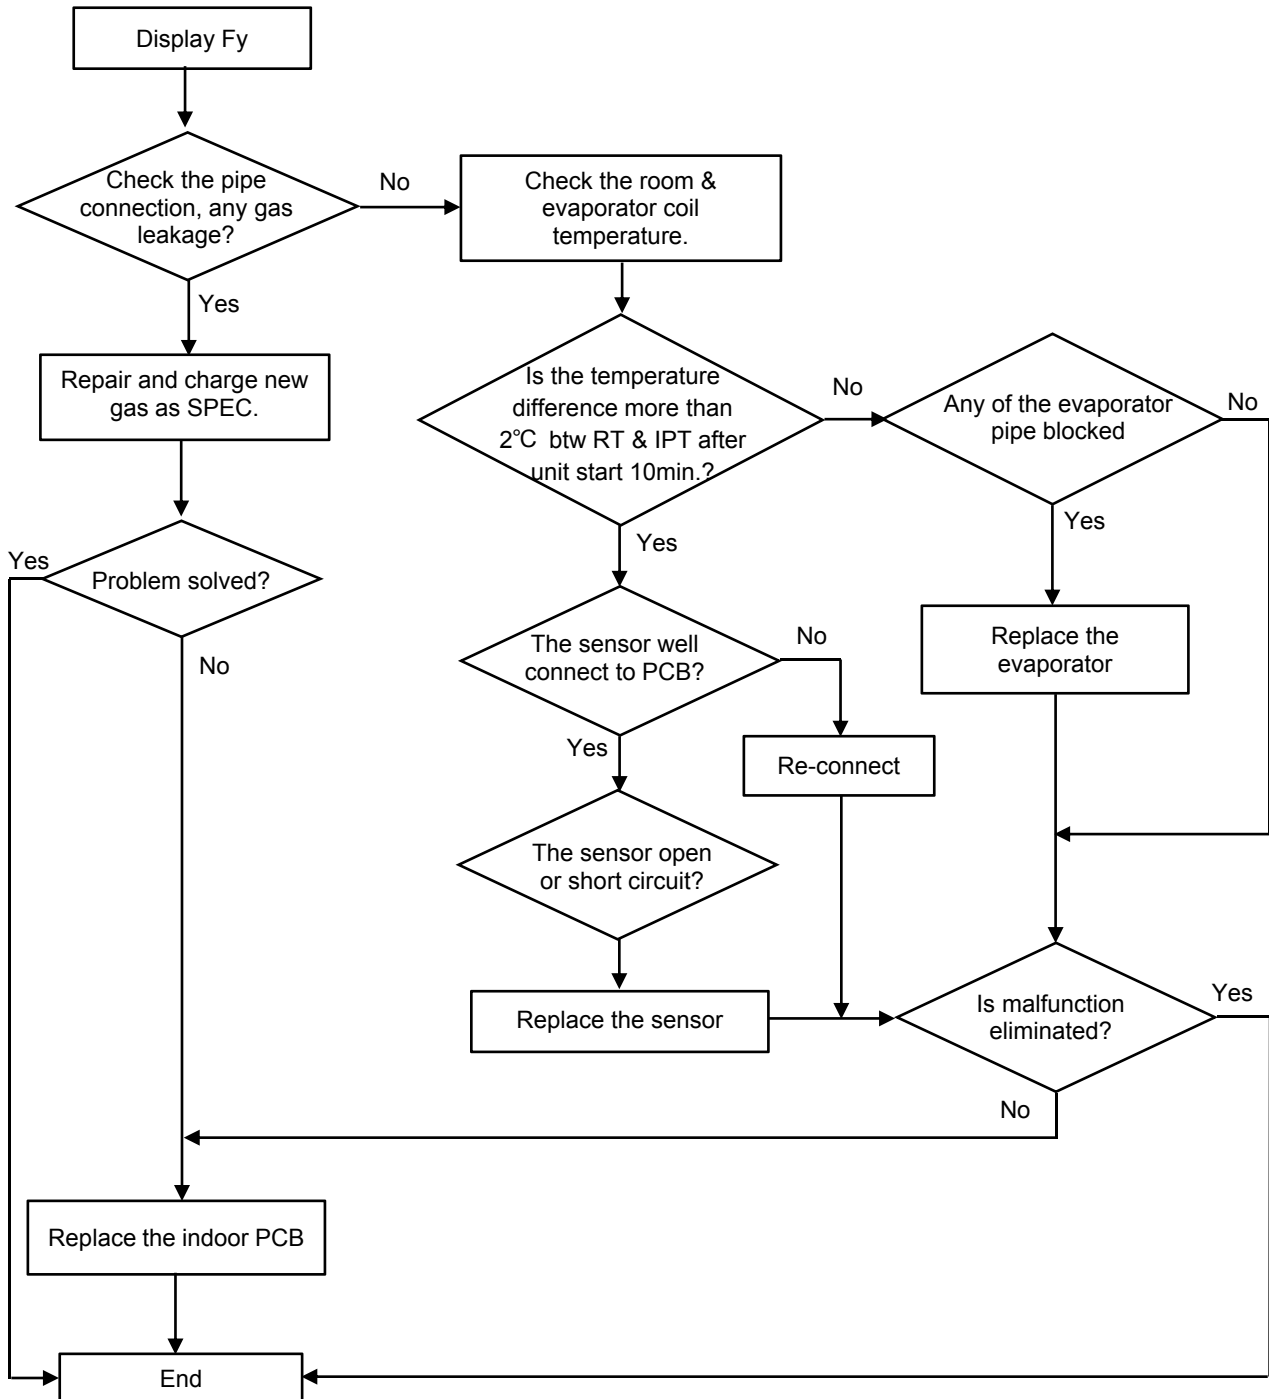 Display Fy
Check the pipe
connection, any gas
leakage?
No
Check the room &
evaporator coil
temperature.
Yes
Repair and charge new
gas as SPEC.
Is the temperature
difference more than
2℃ btw RT & IPT after
unit start 10min.?
No
Any of the evaporator
pipe blocked
No
Yes
Yes
Yes
Problem solved?
No
The sensor well
connect to PCB?
No
Replace the
evaporator
Yes
Re-connect
The sensor open
or short circuit?
Replace the sensor
Is malfunction
eliminated?
Yes
No
Replace the indoor PCB
End